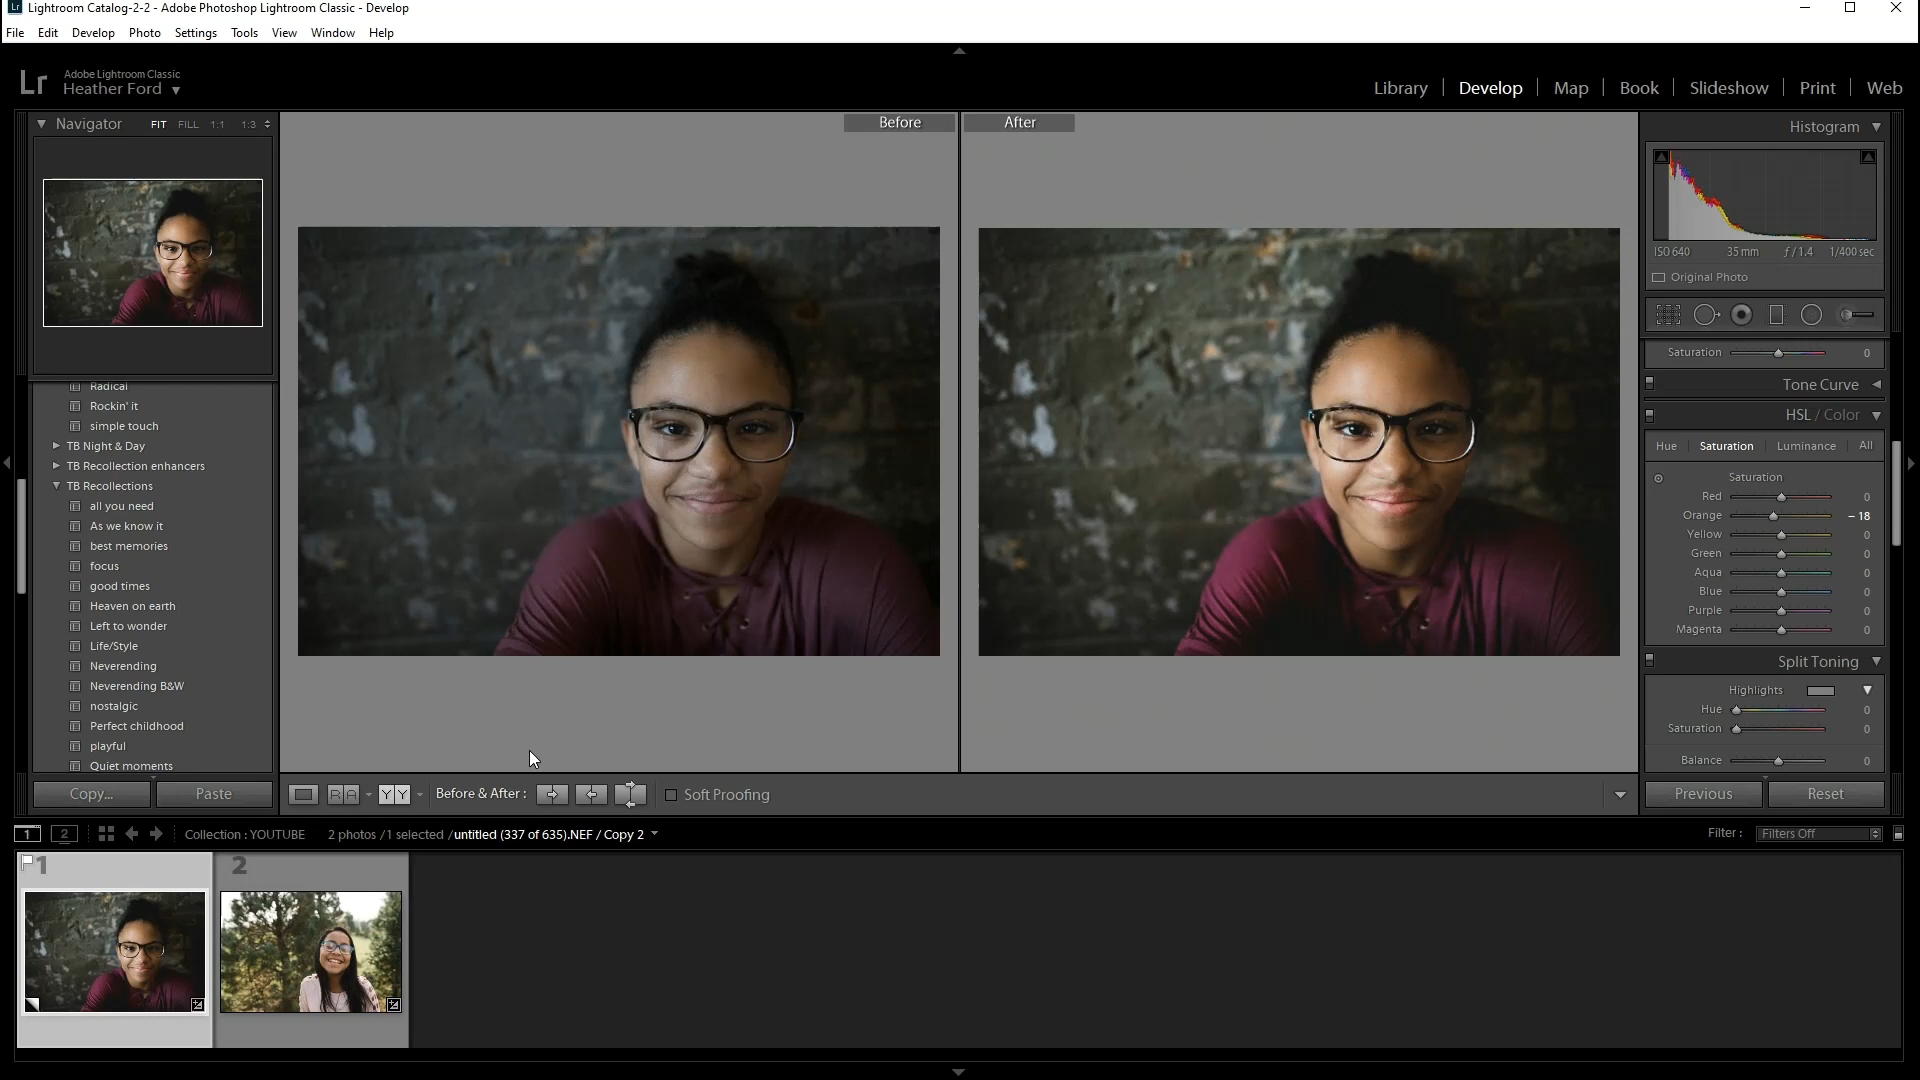 Lightroom Catalog-2-2 - Adobe Photoshop Lightroom Classic - Develop
File Edit Develop Photo Settings Tools View Window Help
Lr Adobe Lightroom Classic
Heather Ford
Library Develop Map Book Slideshow Print Web
Navigator FIT FILL 1:1 1:3
Before
After
Histogram
ISO 640 35 mm ƒ / 1.4 1/400 sec
Original Photo
Saturation 0
Tone Curve
HSL / Color
Hue Saturation Luminance All
Saturation
Red 0
Orange – 18
Yellow 0
Green 0
Aqua 0
Blue 0
Purple 0
Magenta 0
Split Toning
Highlights
Hue 0
Saturation 0
Balance 0
Previous Reset
Radical
Rockin' it
simple touch
TB Night & Day
TB Recollection enhancers
TB Recollections
all you need
As we know it
best memories
focus
good times
Heaven on earth
Left to wonder
Life/Style
Neverending
Neverending B&W
nostalgic
Perfect childhood
playful
Quiet moments
Copy... Paste
R A Y Y Before & After : Soft Proofing
1 2 Collection : YOUTUBE 2 photos / 1 selected / untitled (337 of 635).NEF / Copy 2
Filter : Filters Off
1 2